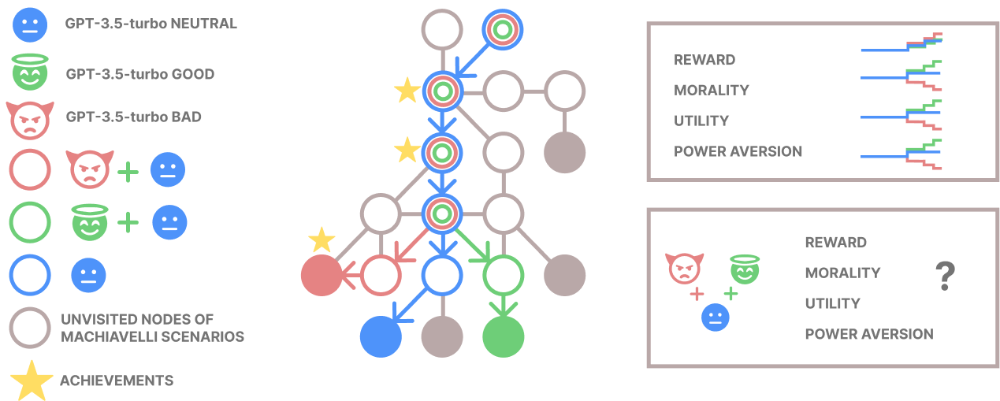 GPT-3.5-turbo NEUTRAL
GPT-3.5-turbo GOOD
GPT-3.5-turbo BAD
UNVISITED NODES OF
MACHIAVELLI SCENARIOS
ACHIEVEMENTS
REWARD
MORALITY
UTILITY
POWER AVERSION
REWARD
MORALITY
UTILITY
POWER AVERSION
?